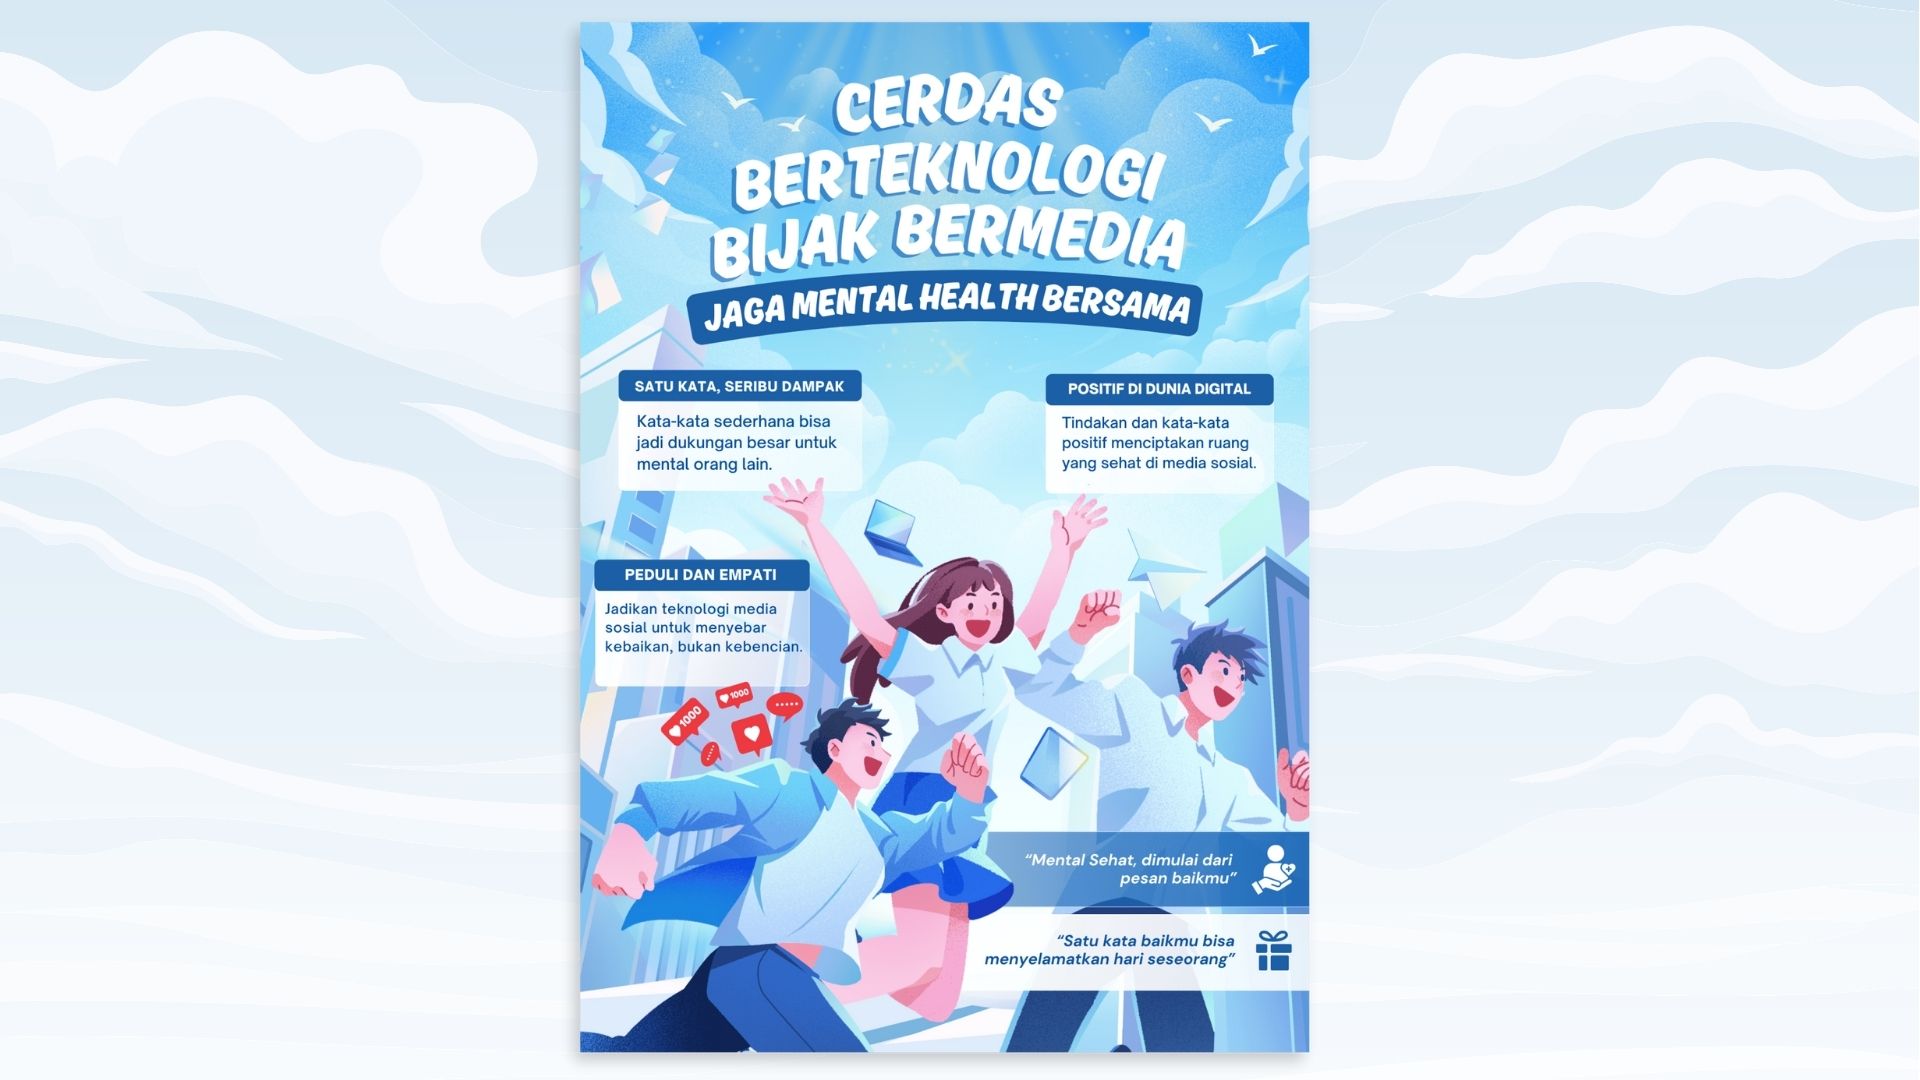 CERDAS
BERTEKNOLOGI
BIJAK BERMEDIA
JAGA MENTAL HEALTH BERSAMA
SATU KATA, SERIBU DAMPAK
Kata-kata sederhana bisa
jadi dukungan besar untuk
mental orang lain.
POSITIF DI DUNIA DIGITAL
Tindakan dan kata-kata
positif menciptakan ruang
yang sehat di media sosial.
PEDULI DAN EMPATI
Jadikan teknologi media
sosial untuk menyebar
kebaikan, bukan kebencian.
1000
1000
“Mental Sehat, dimulai dari
pesan baikmu”
“Satu kata baikmu bisa
menyelamatkan hari seseorang”